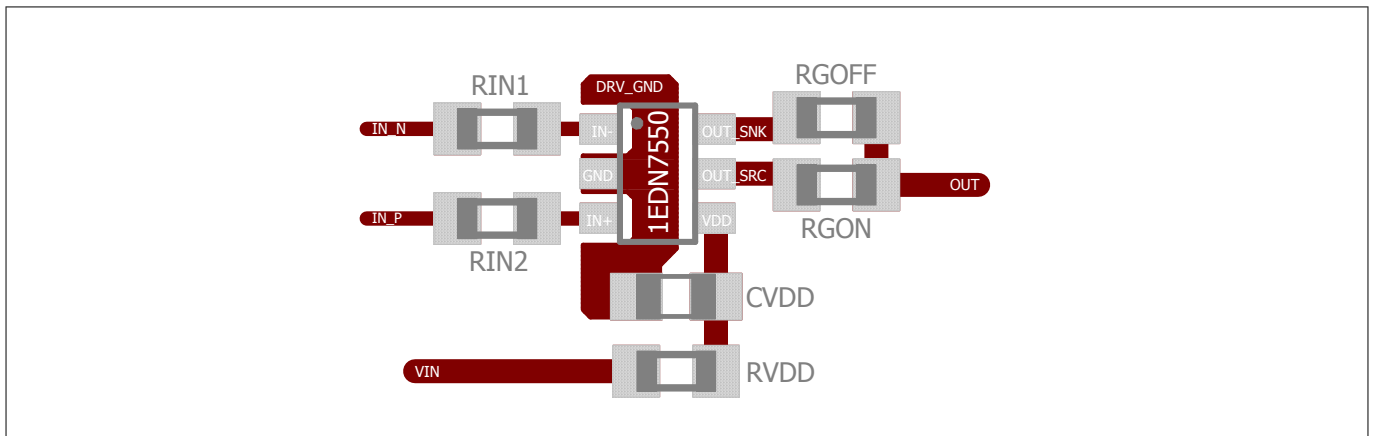 RGOFF
RIN1
DRV_GND
IN_N
IN-
1EDN7550
OUT_SNK
GND
OUT_SRC
OUT
IN_P
IN+
VDD
RGON
RIN2
CVDD
VIN
RVDD